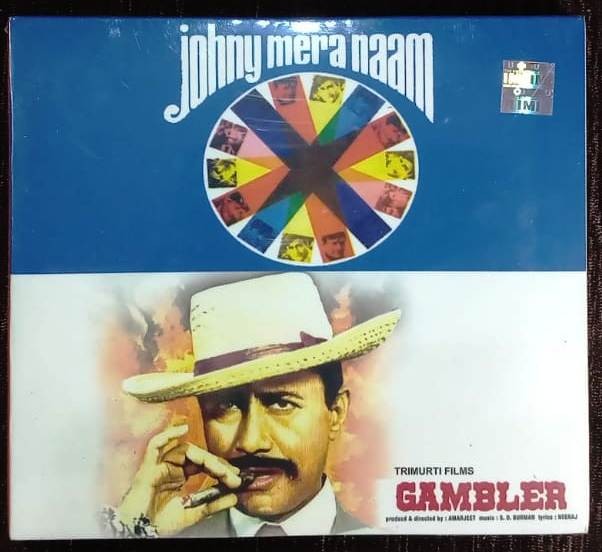 johny mera naam
TRIMURTI FILMS
GAMBLER
produced & directed by : AMARJEET music : S. D. BURMAN lyrics : NEERAJ